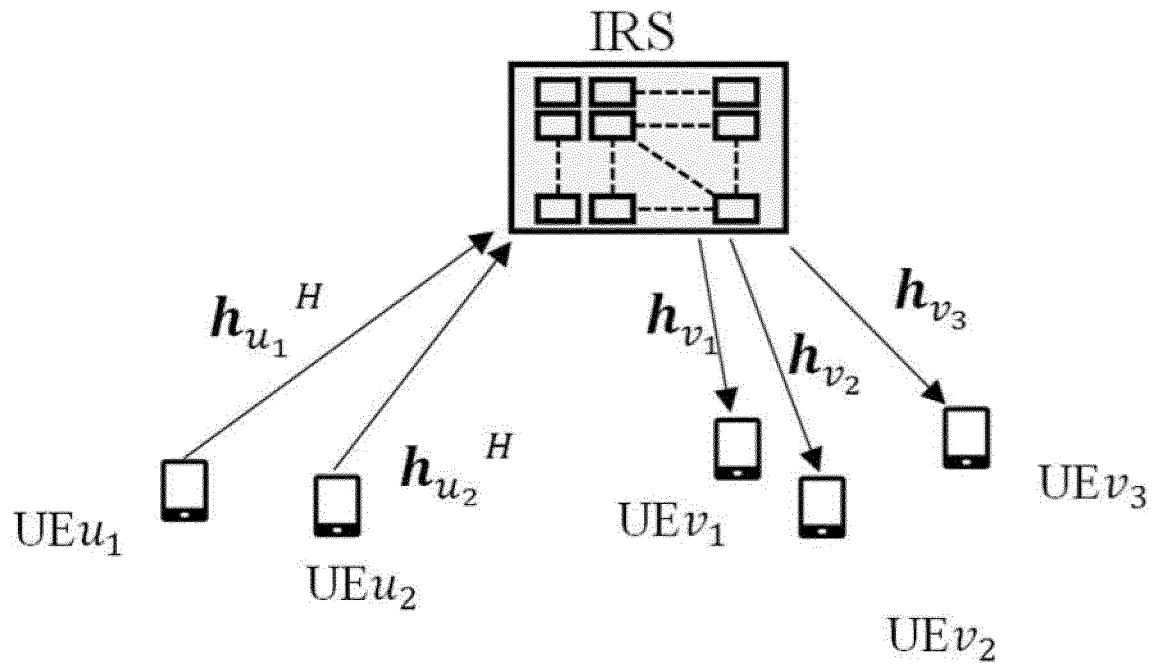 IRS
h_{u_1}^H
h_{v_1}
h_{v_2}
h_{v_3}
h_{u_2}^H
UEu_1
UEu_2
UEv_1
UEv_3
UEv_2